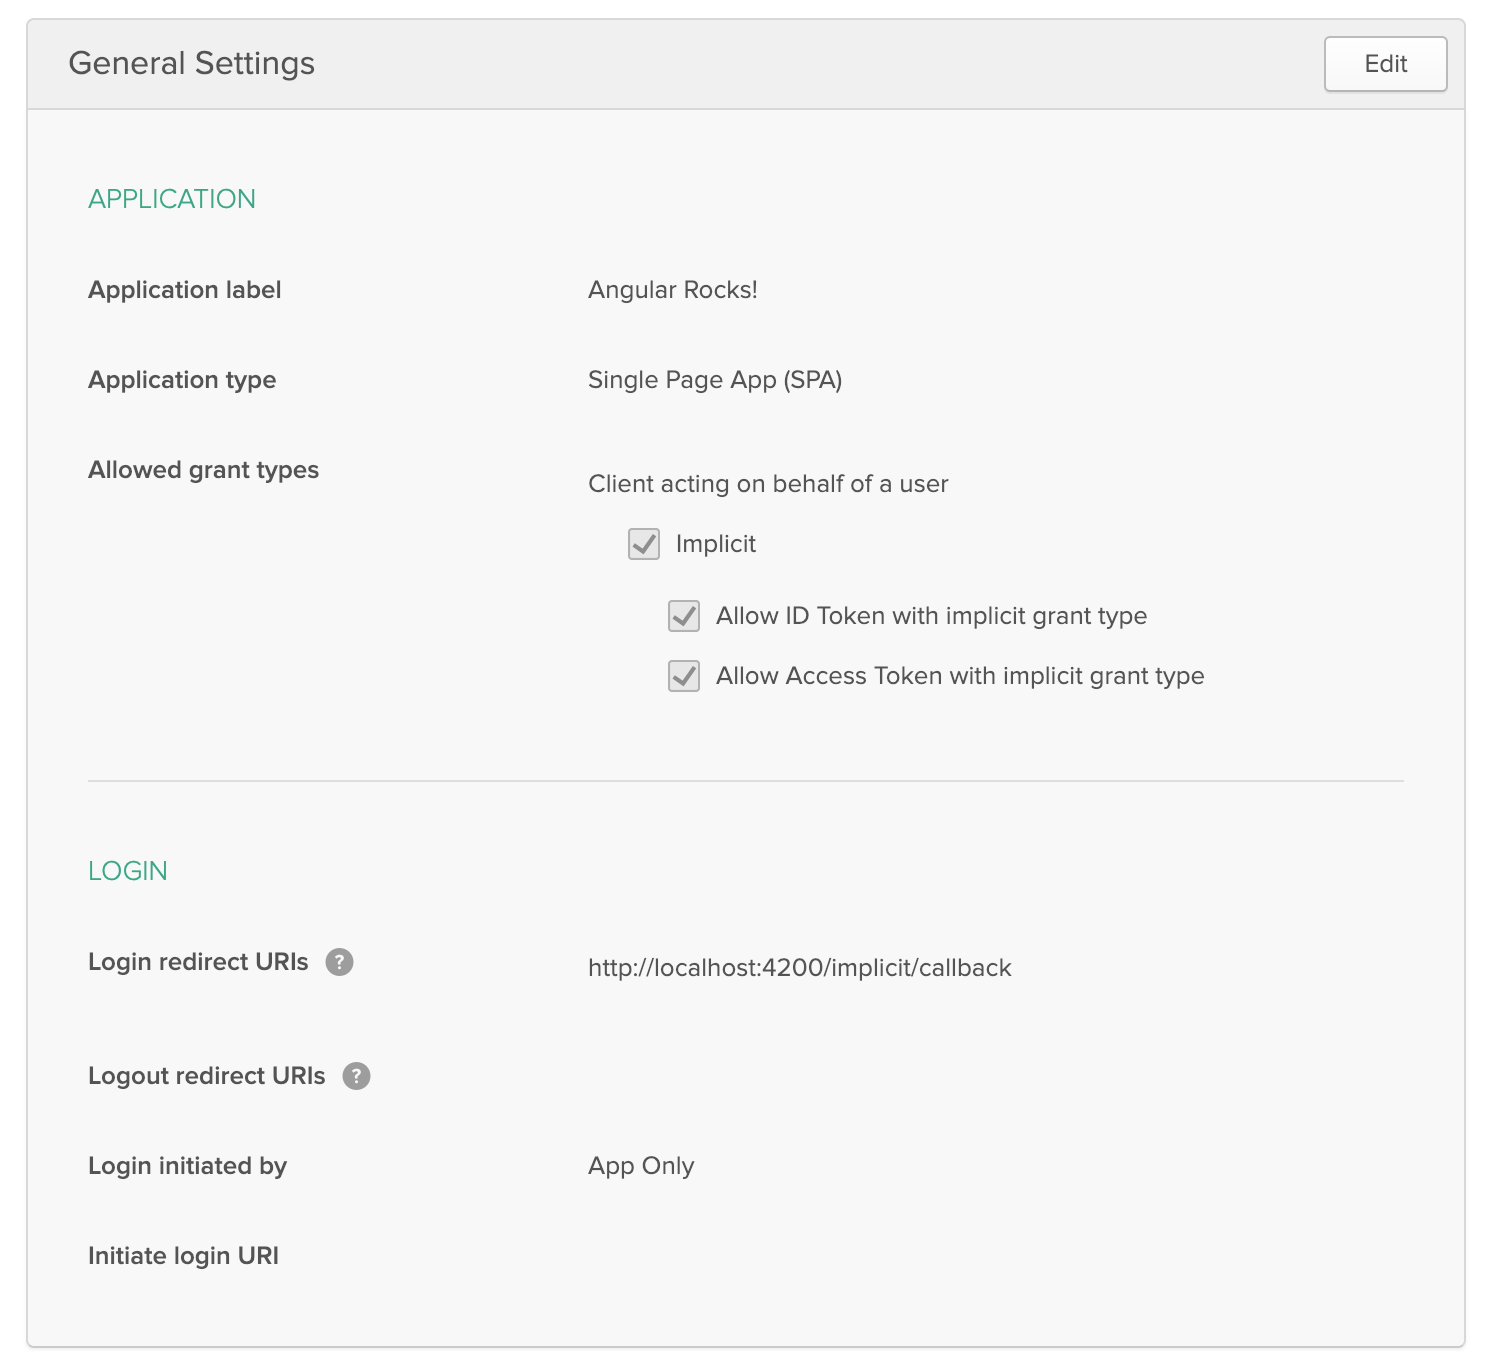 General Settings
Edit
APPLICATION
Application label
Angular Rocks!
Application type
Single Page App (SPA)
Allowed grant types
Client acting on behalf of a user
Implicit
Allow ID Token with implicit grant type
Allow Access Token with implicit grant type
LOGIN
Login redirect URIs ?
http://localhost:4200/implicit/callback
Logout redirect URIs ?
Login initiated by
App Only
Initiate login URI